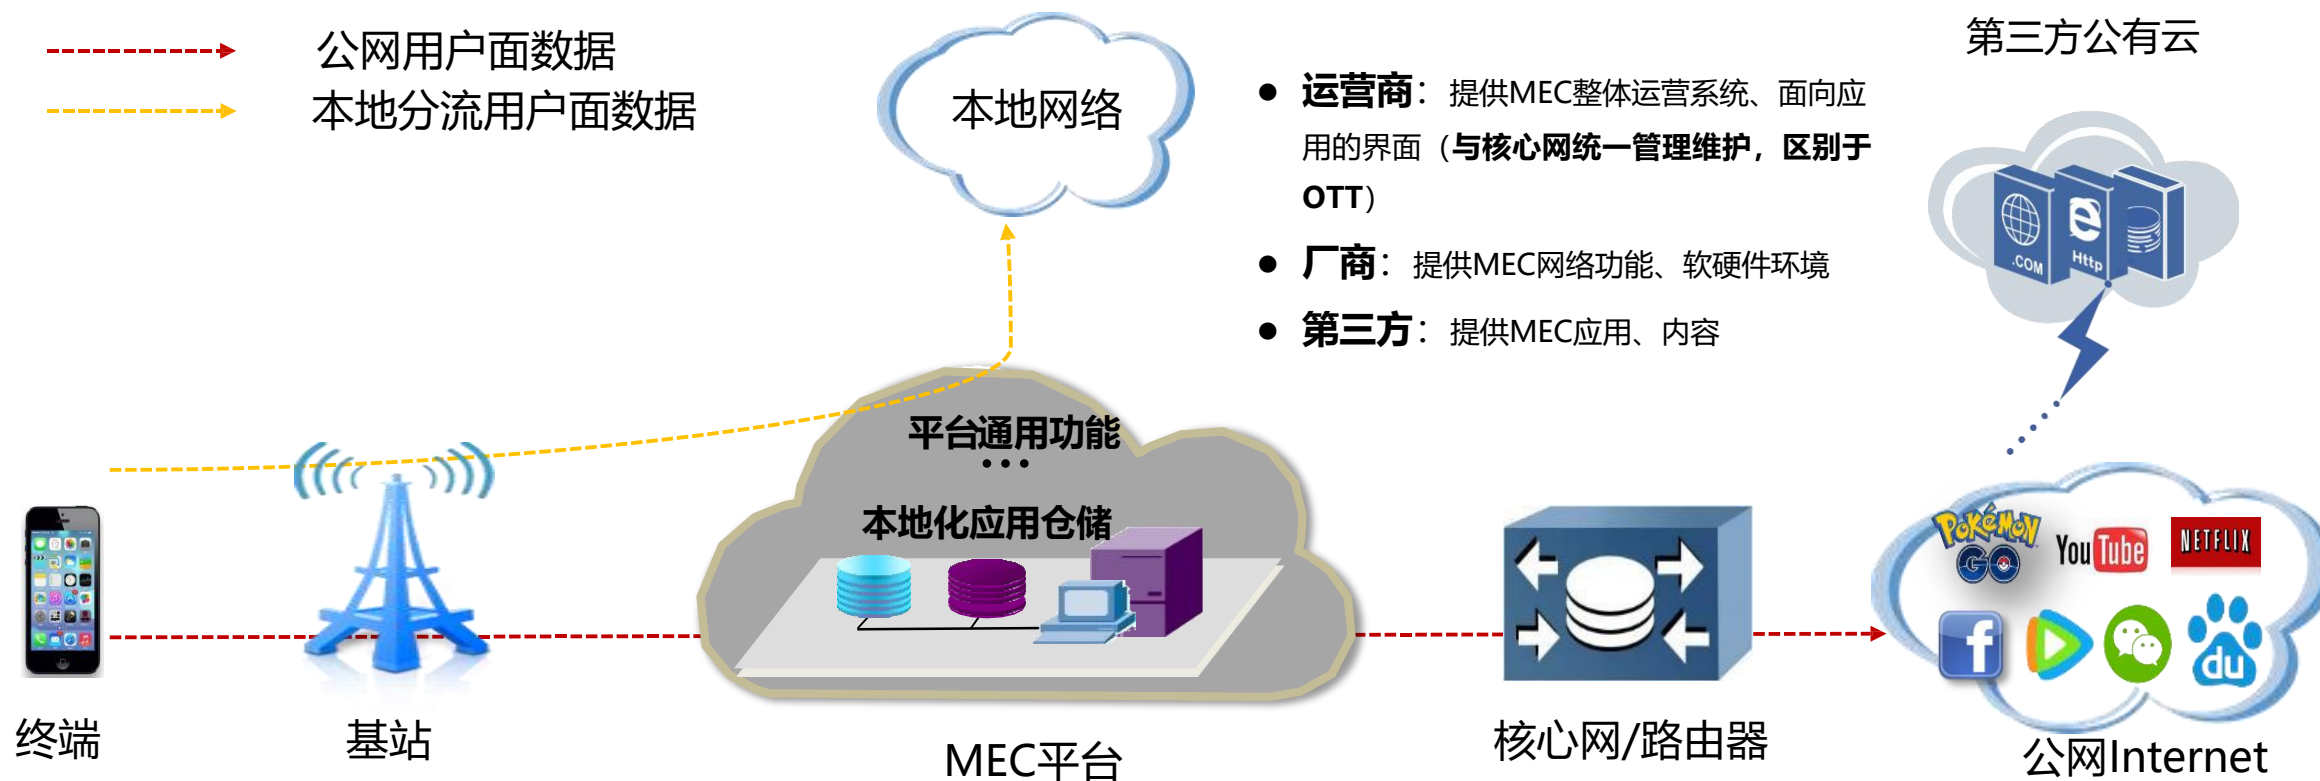 公网用户面数据
本地分流用户面数据
本地网络
第三方公有云
● 运营商：提供MEC整体运营系统、面向应
用的界面（与核心网统一管理维护，区别于
OTT）
● 厂商：提供MEC网络功能、软硬件环境
● 第三方：提供MEC应用、内容
.COM
Http
平台通用功能
...
本地化应用仓储
POKéMON
GO
YouTube
NETFLIX
f
du
终端
基站
MEC平台
核心网/路由器
公网Internet